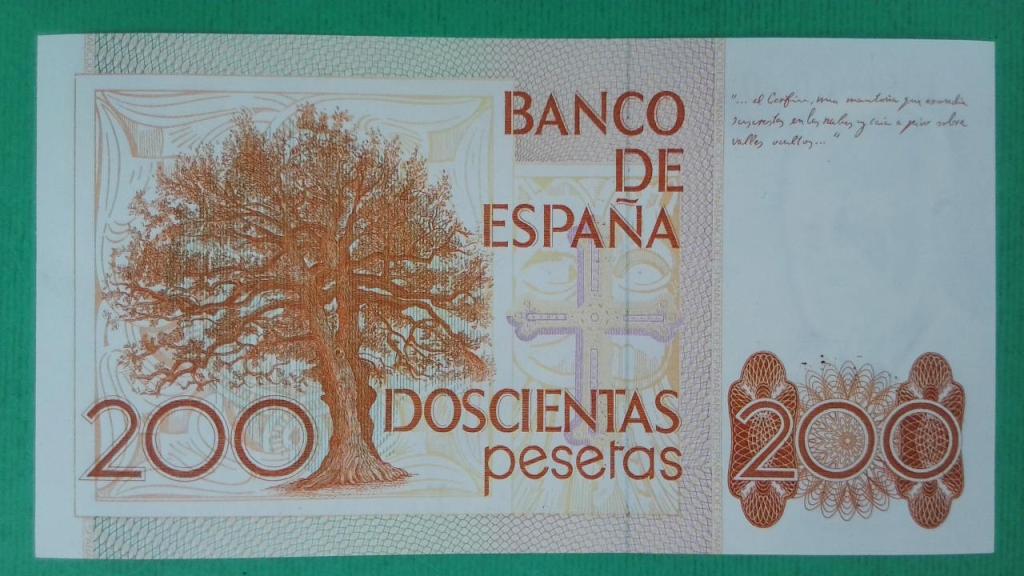 BANCO
DE
ESPAÑA
"... el Corfín, una montaña que escondía
sus crestas en las nubes y caía a pico sobre
valles ocultos..."
200
DOSCIENTAS
pesetas
200